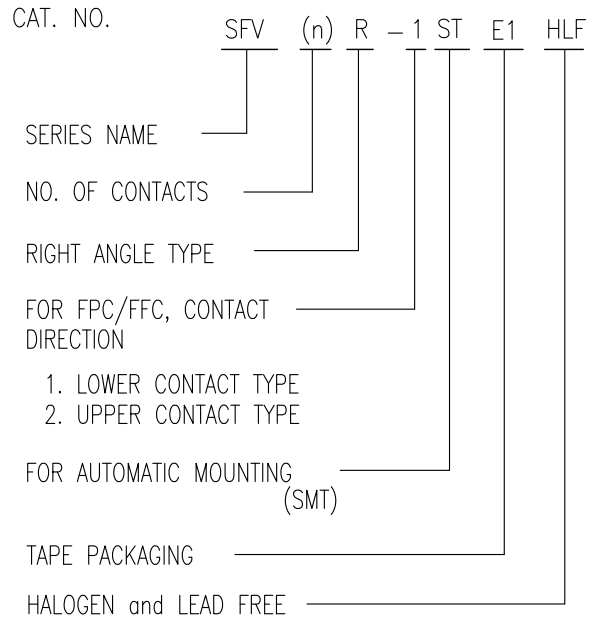 CAT. NO.
SFV (n) R - 1 ST E1 HLF
SERIES NAME
NO. OF CONTACTS
RIGHT ANGLE TYPE
FOR FPC/FFC, CONTACT
DIRECTION
1. LOWER CONTACT TYPE
2. UPPER CONTACT TYPE
FOR AUTOMATIC MOUNTING
(SMT)
TAPE PACKAGING
HALOGEN and LEAD FREE